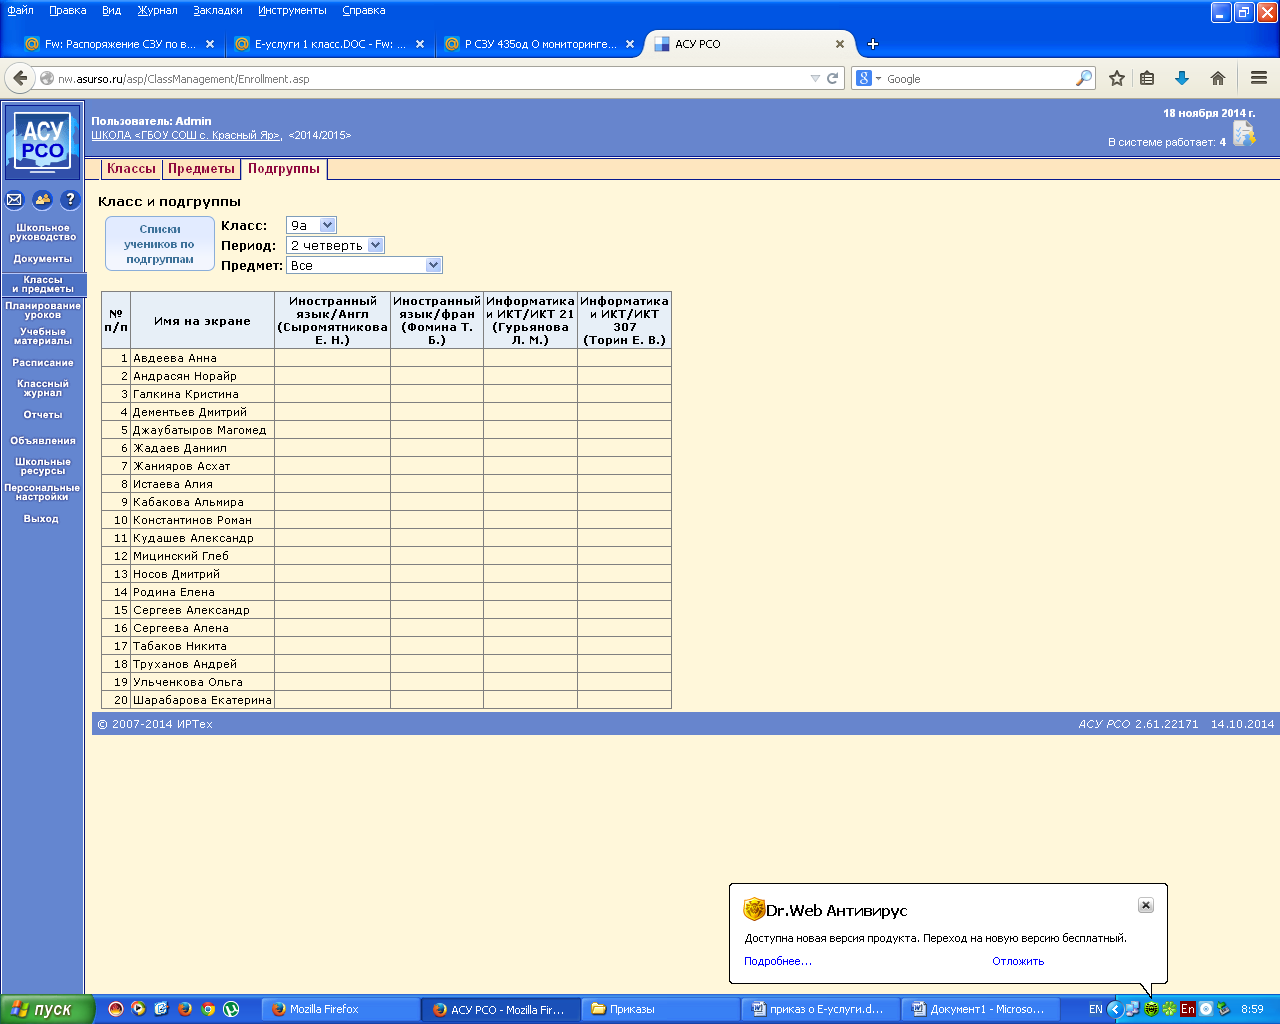 Файл Правка Вид Журнал Закладки Инструменты Справка
Fw: Распоряжение СЗУ по в... Е-услуги 1 класс.DOC - Fw: ... Р СЗУ 435од О мониторинге... АСУ РСО
nw.asurso.ru/asp/ClassManagement/Enrollment.asp Google
АСУ РСО
Пользователь: Admin
ШКОЛА «ГБОУ СОШ с. Красный Яр», <2014/2015>
18 ноября 2014 г.
В системе работает: 4
Классы Предметы Подгруппы
Школьное
руководство
Документы
Классы
и предметы
Планирование
уроков
Учебные
материалы
Расписание
Классный
журнал
Отчеты
Объявления
Школьные
ресурсы
Персональные
настройки
Выход
Класс и подгруппы
Списки
учеников по
подгруппам
Класс: 9а
Период: 2 четверть
Предмет: Все
№ п/п
Имя на экране
Иностранный
язык/Англ
(Сыромятникова
Е. Н.)
Иностранный
язык/фран
(Фомина Т.
Б.)
Информатика
и ИКТ/ИКТ 21
(Гурьянова
Л. М.)
Информатика
и ИКТ/ИКТ
307
(Торин Е. В.)
1 Авдеева Анна
2 Андрасян Норайр
3 Галкина Кристина
4 Дементьев Дмитрий
5 Джаубатыров Магомед
6 Жадаев Даниил
7 Жанияров Асхат
8 Истаева Алия
9 Кабакова Альмира
10 Константинов Роман
11 Кудашев Александр
12 Мицинский Глеб
13 Носов Дмитрий
14 Родина Елена
15 Сергеев Александр
16 Сергеева Алена
17 Табаков Никита
18 Труханов Андрей
19 Ульченкова Ольга
20 Шарабарова Екатерина
© 2007-2014 ИРТех АСУ РСО 2.61.22171 14.10.2014
Dr.Web Антивирус
Доступна новая версия продукта. Переход на новую версию бесплатный.
Подробнее... Отложить
пуск Mozilla Firefox АСУ РСО - Mozilla Fir... Приказы приказ о Е-услуги.d... Документ1 - Microso... EN En 8:59